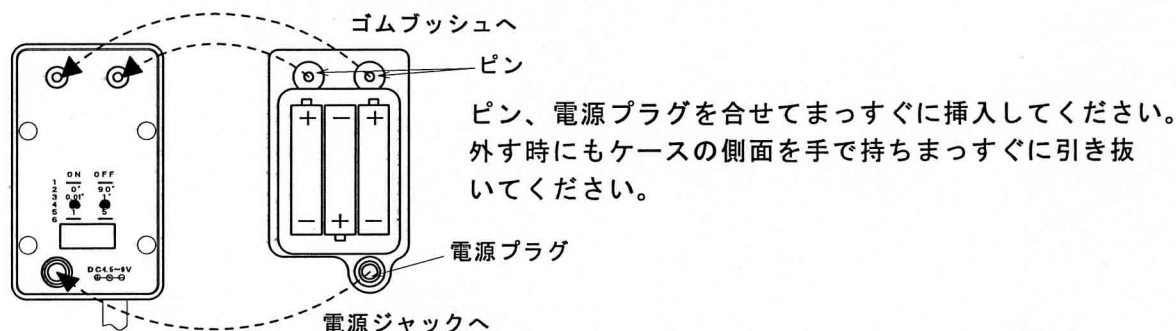 ゴムブッシュへ
ピン
ピン、電源プラグを合せてまっすぐに挿入してください。
外す時にもケースの側面を手で持ちまっすぐに引き抜
いてください。
ON OFF
1 — —
2 0° 90°
3 0.01°
4
5 1 5
6 —
DC4.5~9V
+ − +
− + −
電源プラグ
電源ジャックへ